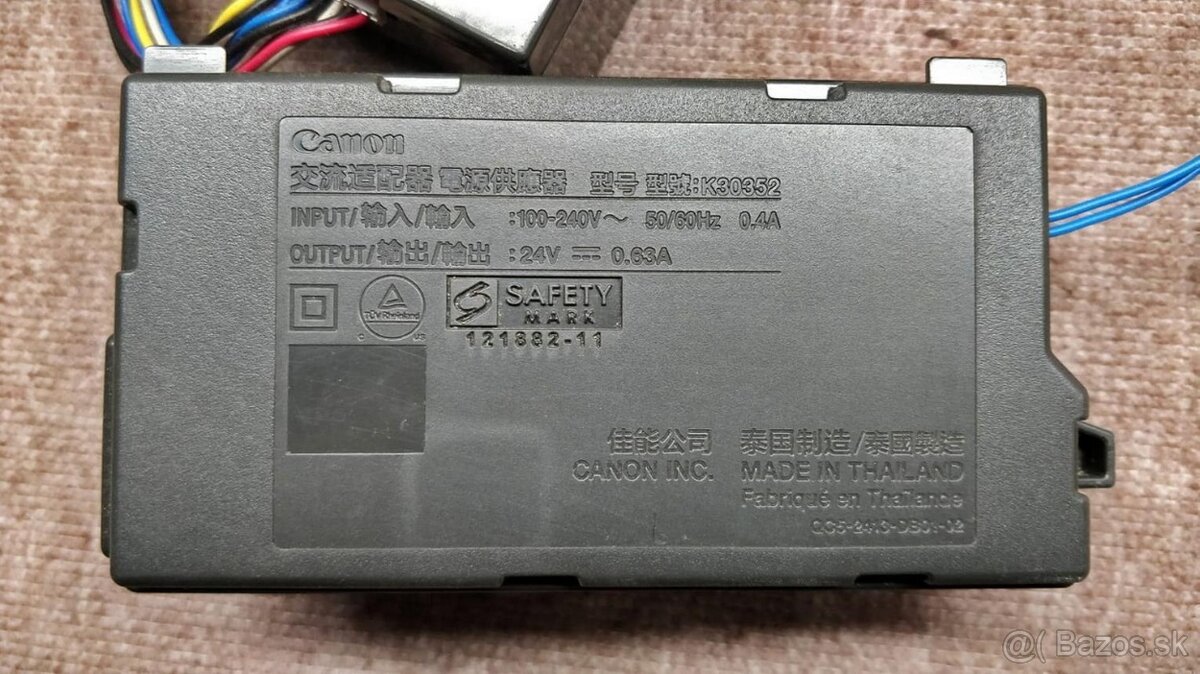 Canon
交流适配器 電源供應器 型号 型號:K30352
INPUT/输入/輸入 :100-240V~ 50/60Hz 0.4A
OUTPUT/输出/輸出 :24V ⎓ 0.63A
TÜV Rheinland
C US
S SAFETY
MARK
121882-11
佳能公司 泰国制造/泰國製造
CANON INC. MADE IN THAILAND
Fabriqué en Thaïlande
QC5-2413-DB01-02
@( Bazos.sk